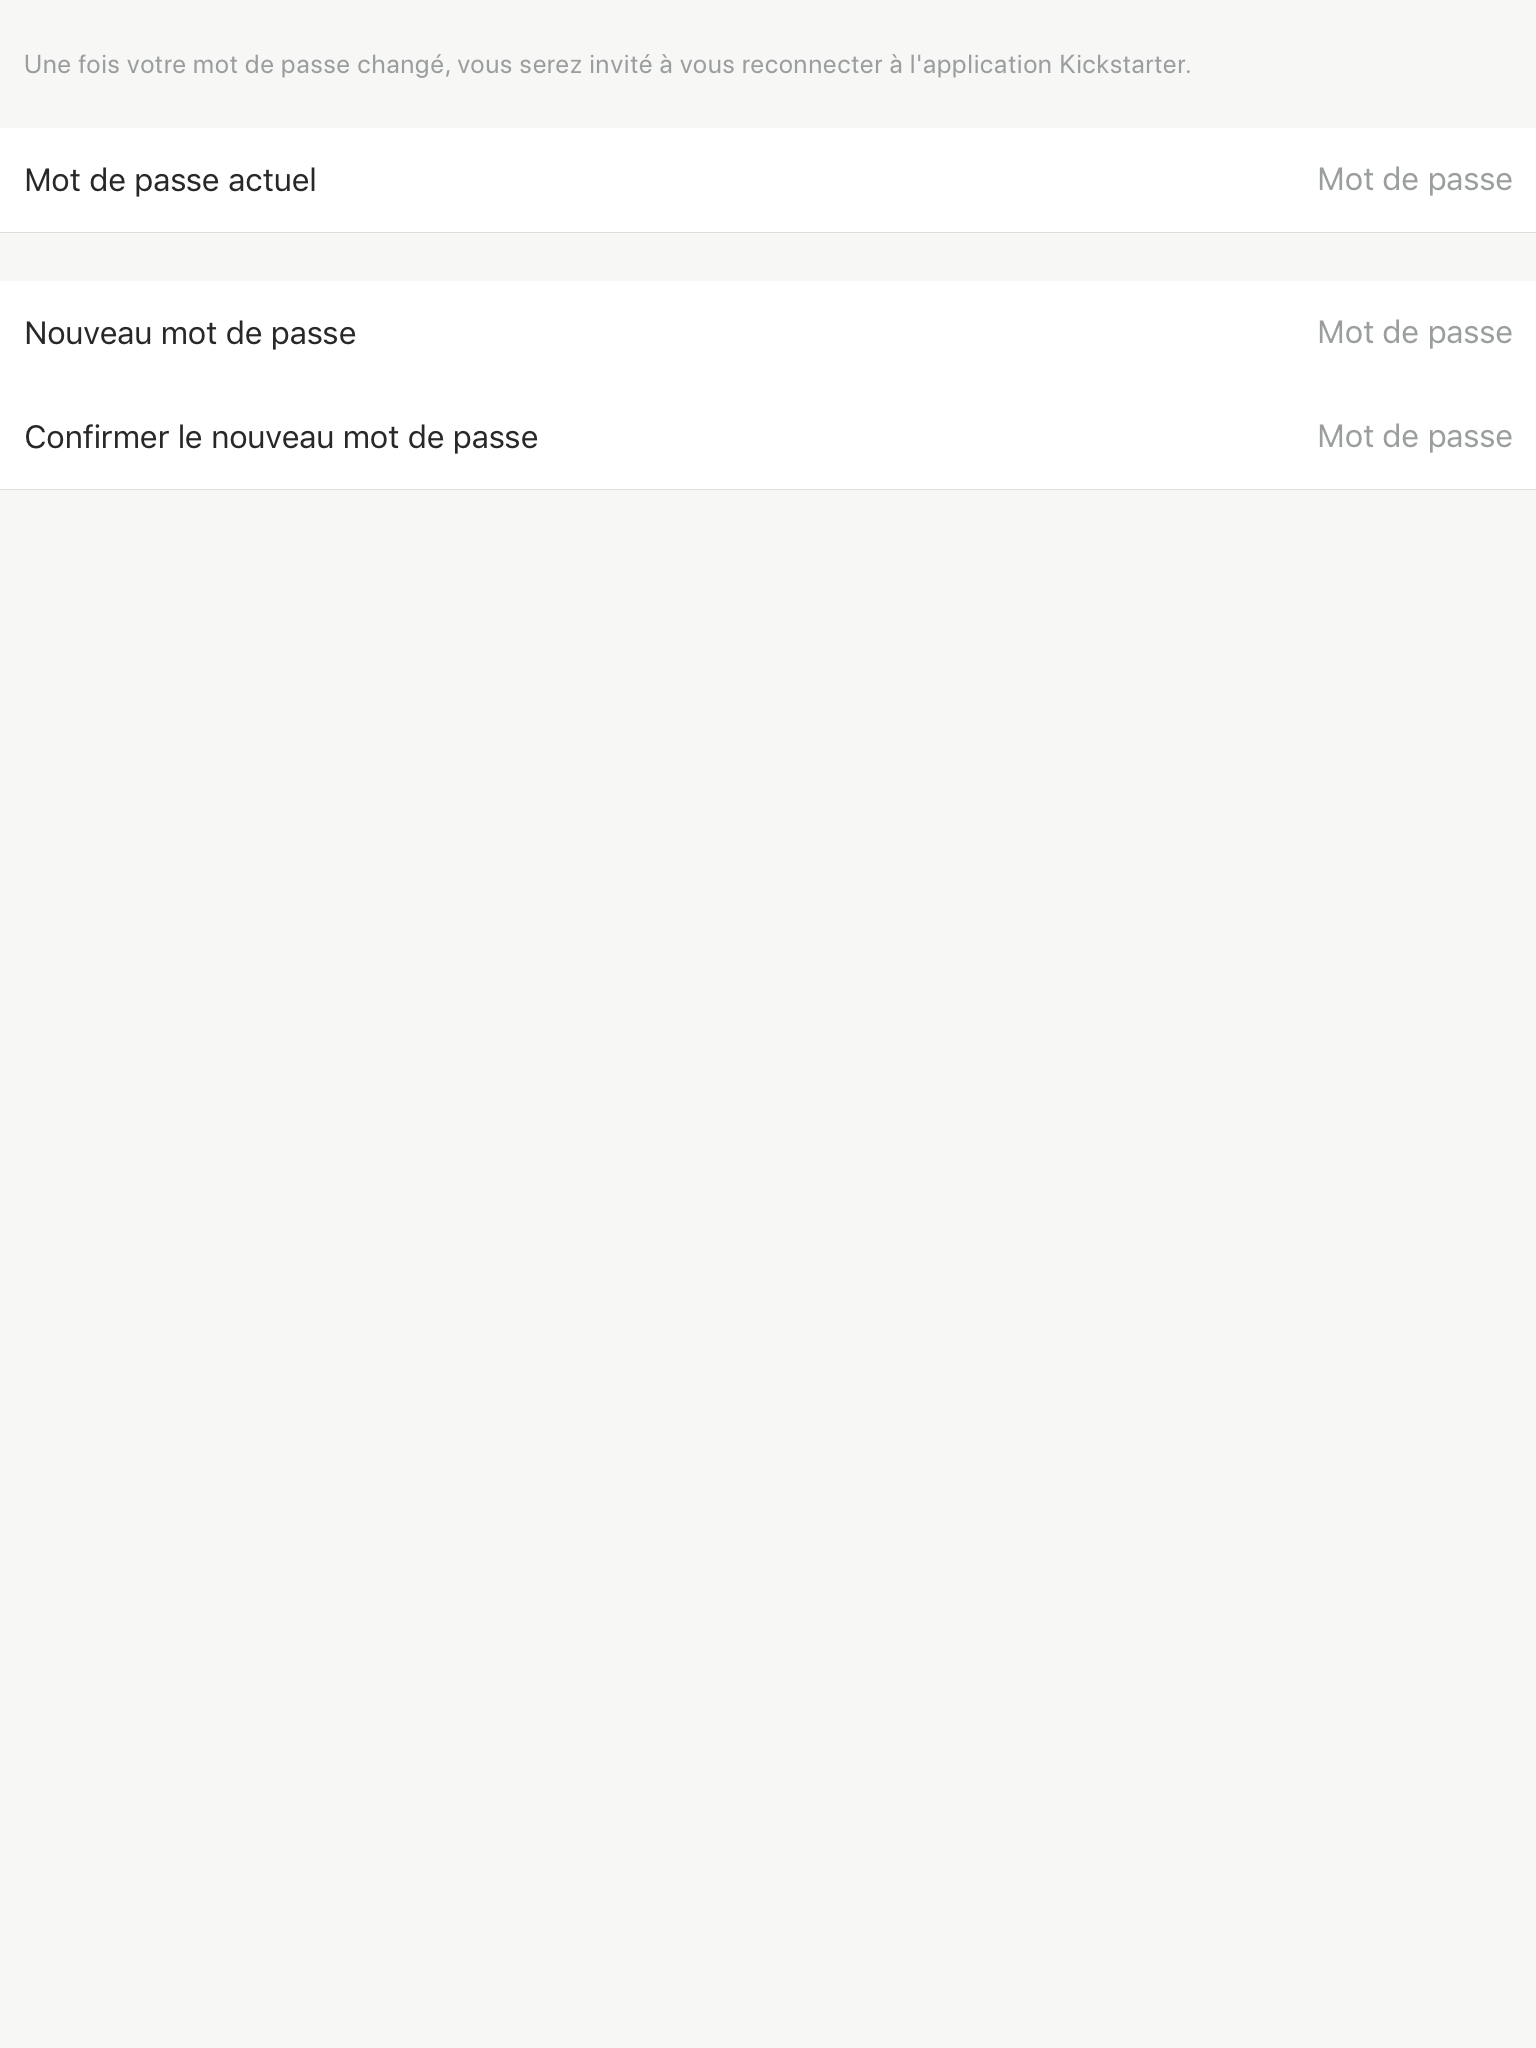 Une fois votre mot de passe changé, vous serez invité à vous reconnecter à l'application Kickstarter.
Mot de passe actuel Mot de passe
Nouveau mot de passe Mot de passe
Confirmer le nouveau mot de passe Mot de passe